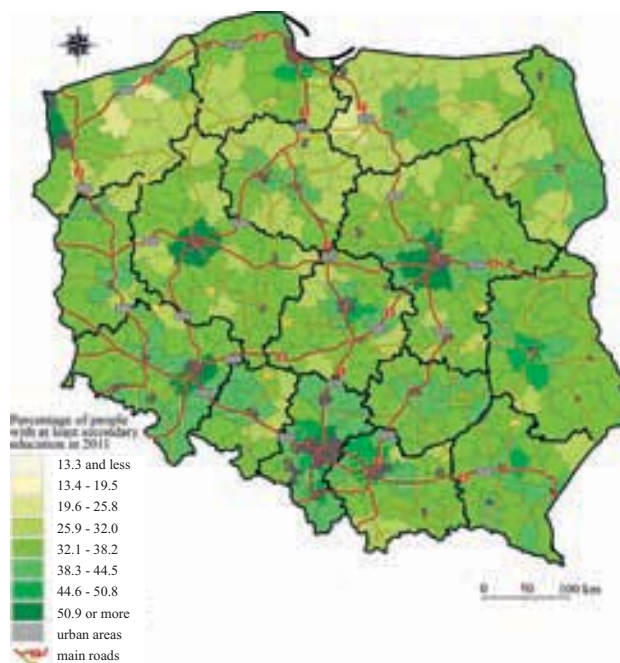 Percentage of people
with at least secondary
education in 2011
13.3 and less
13.4 - 19.5
19.6 - 25.8
25.9 - 32.0
32.1 - 38.2
38.3 - 44.5
44.6 - 50.8
50.9 or more
urban areas
main roads
0 50 100 km